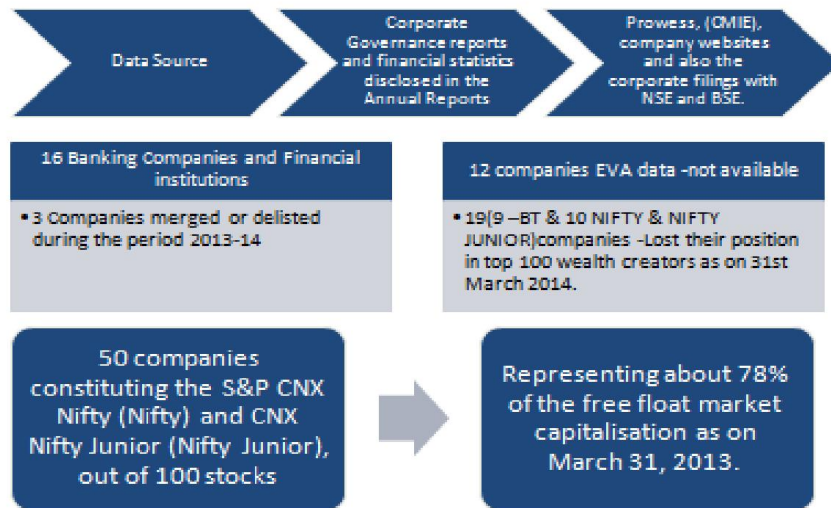 Data Source
Corporate
Governance reports
and financial statistics
disclosed in the
Annual Reports
Prowess, (CMIE),
company websites
and also the
corporate filings with
NSE and BSE.
16 Banking Companies and Financial
institutions
• 3 Companies merged or delisted
during the period 2013-14
12 companies EVA data -not available
• 19(9 –BT & 10 NIFTY & NIFTY
JUNIOR)companies -Lost their position
in top 100 wealth creators as on 31st
March 2014.
50 companies
constituting the S&P CNX
Nifty (Nifty) and CNX
Nifty Junior (Nifty Junior),
out of 100 stocks
Representing about 78%
of the free float market
capitalisation as on
March 31, 2013.